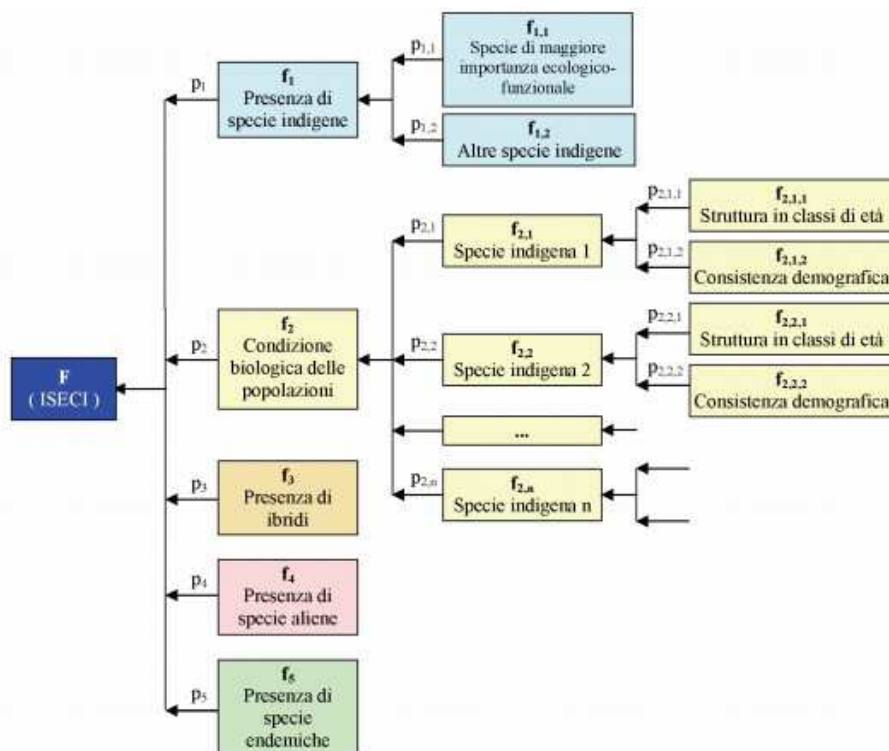 F
( ISECI )
p1
f1
Presenza di
specie indigene
p1,1
f1,1
Specie di maggiore
importanza ecologico-
funzionale
p1,2
f1,2
Altre specie indigene
p2
f2
Condizione
biologica delle
popolazioni
p2,1
f2,1
Specie indigena 1
p2,1,1
f2,1,1
Struttura in classi di età
p2,1,2
f2,1,2
Consistenza demografica
p2,2
f2,2
Specie indigena 2
p2,2,1
f2,2,1
Struttura in classi di età
p2,2,2
f2,2,2
Consistenza demografica
...
p2,n
f2,n
Specie indigena n
p3
f3
Presenza di
ibridi
p4
f4
Presenza di
specie aliene
p5
f5
Presenza di
specie
endemiche